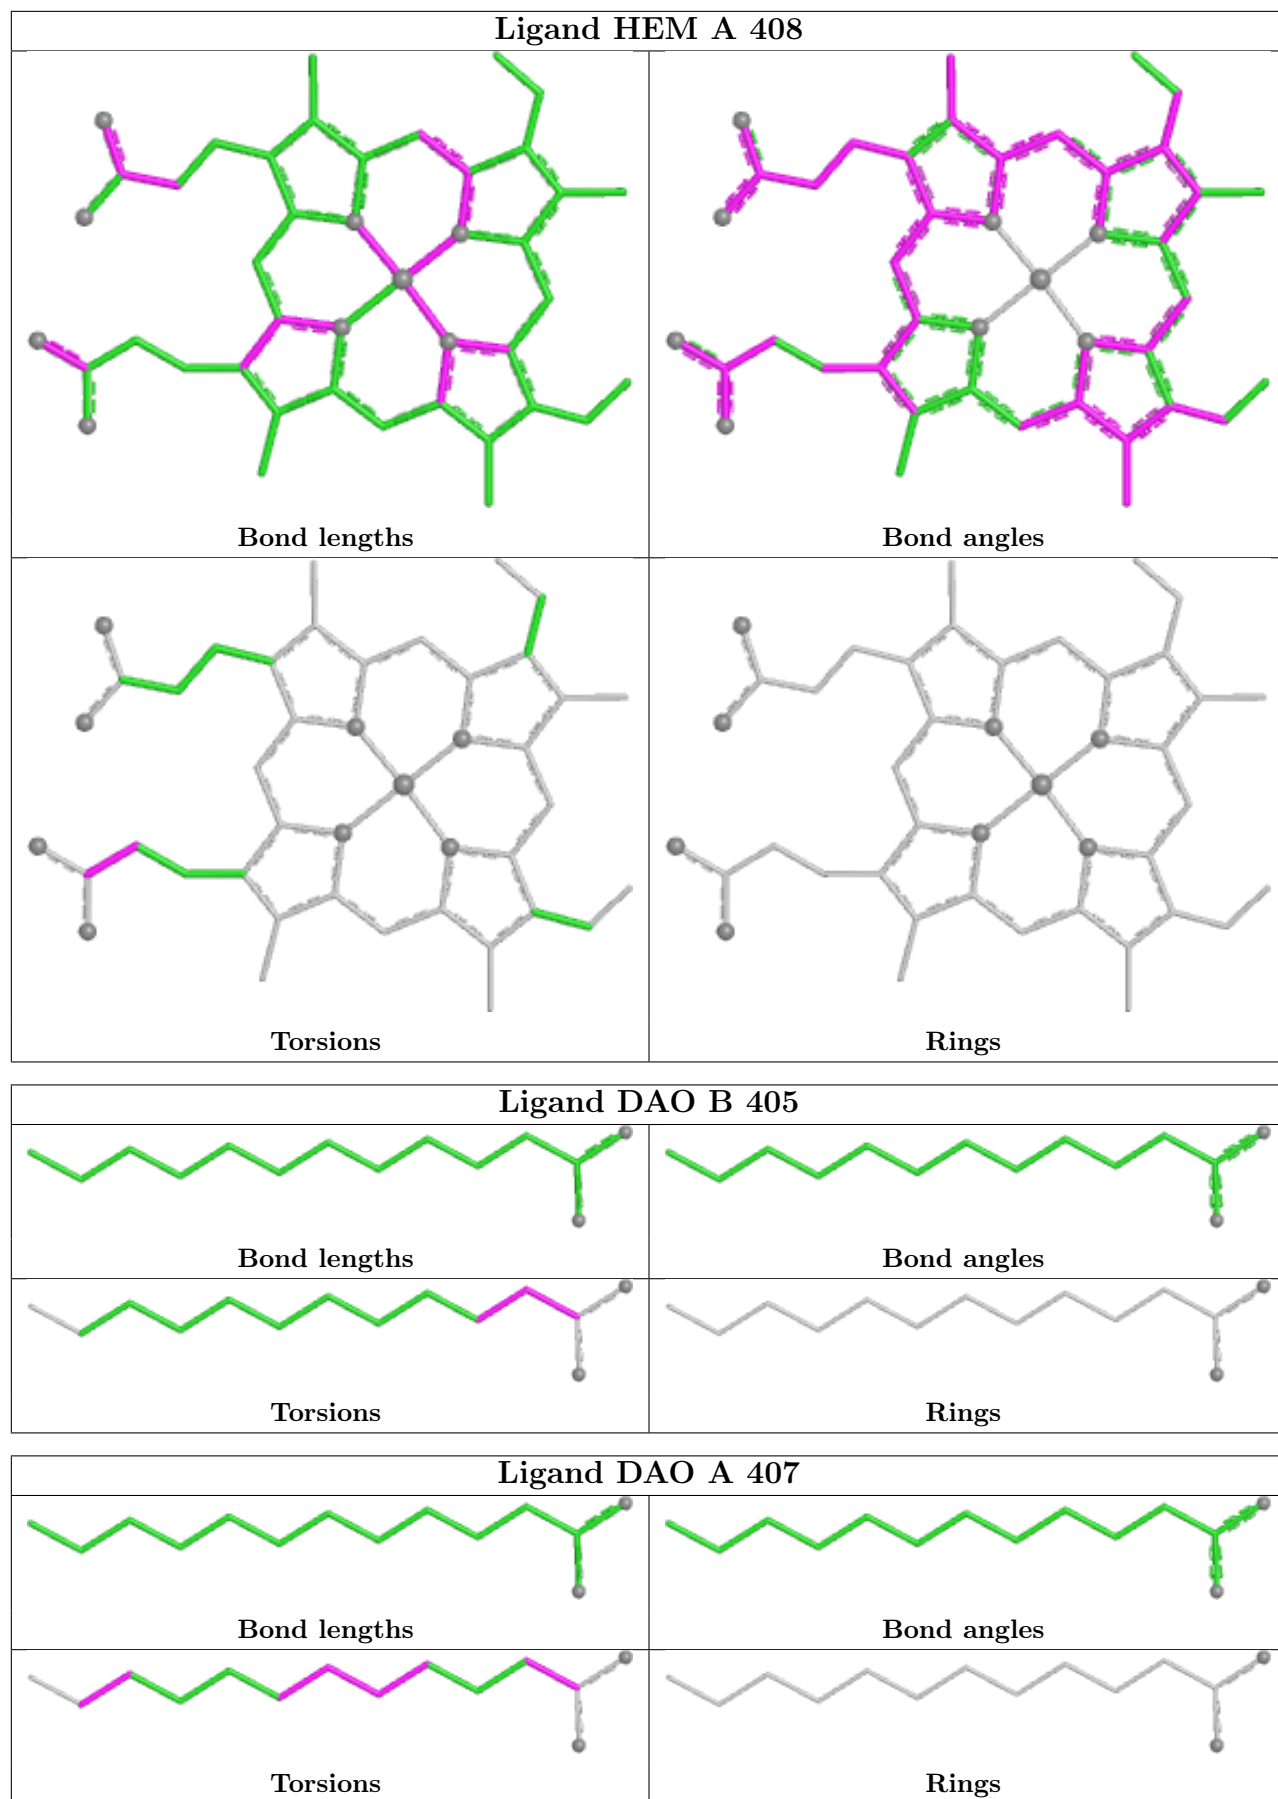 Ligand HEM A 408
Bond lengths
Bond angles
Torsions
Rings
Ligand DAO B 405
Bond lengths
Bond angles
Torsions
Rings
Ligand DAO A 407
Bond lengths
Bond angles
Torsions
Rings